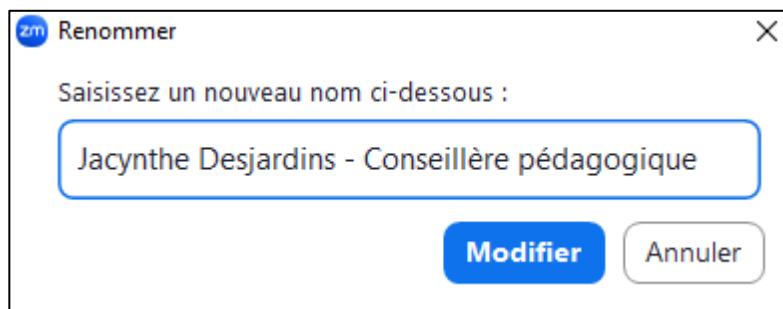 zm Renommer
Saisissez un nouveau nom ci-dessous :
Jacynthe Desjardins - Conseillère pédagogique
Modifier Annuler